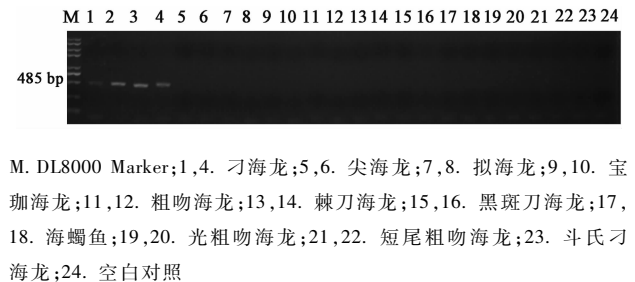 M 1 2 3 4 5 6 7 8 9 10 11 12 13 14 15 16 17 18 19 20 21 22 23 24
485 bp
M. DL8000 Marker;1,4. 刁海龙;5,6. 尖海龙;7,8. 拟海龙;9,10. 宝
珈海龙;11,12. 粗吻海龙;13,14. 棘刀海龙;15,16. 黑斑刀海龙;17,
18. 海蠋鱼;19,20. 光粗吻海龙;21,22. 短尾粗吻海龙;23. 斗氏刁
海龙;24. 空白对照